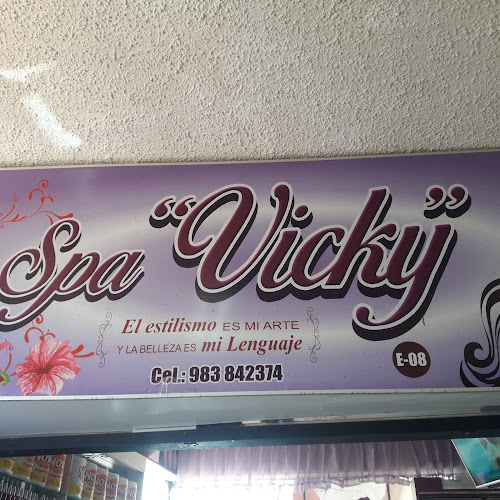 Spa "Vicky"
El estilismo ES MI ARTE
Y LA BELLEZA ES mi Lenguaje
E-08
Cel.: 983 842374